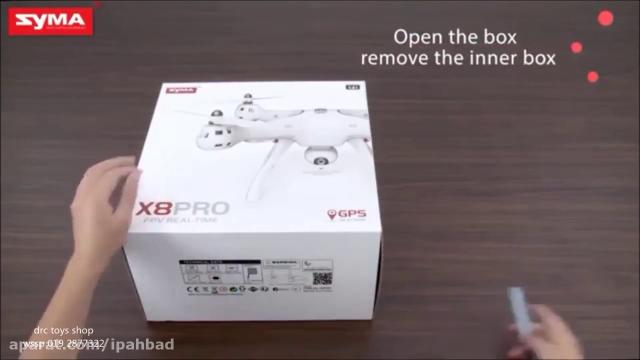 SYMA
Open the box
remove the inner box
SYMA
X8PRO
FPV REAL-TIME
GPS
drc toys shop
aparat.com/ipahbad